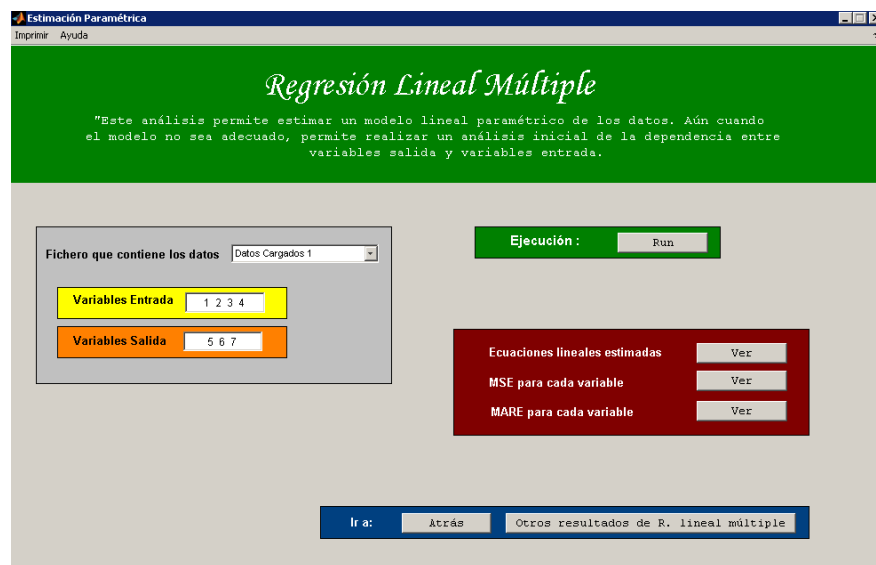 Estimación Paramétrica
Imprimir Ayuda
Regresión Lineal Múltiple
"Este análisis permite estimar un modelo lineal paramétrico de los datos. Aún cuando
el modelo no sea adecuado, permite realizar un análisis inicial de la dependencia entre
variables salida y variables entrada.
Fichero que contiene los datos Datos Cargados 1
Variables Entrada 1 2 3 4
Variables Salida 5 6 7
Ejecución : Run
Ecuaciones lineales estimadas Ver
MSE para cada variable Ver
MARE para cada variable Ver
Ir a: Atrás Otros resultados de R. lineal múltiple